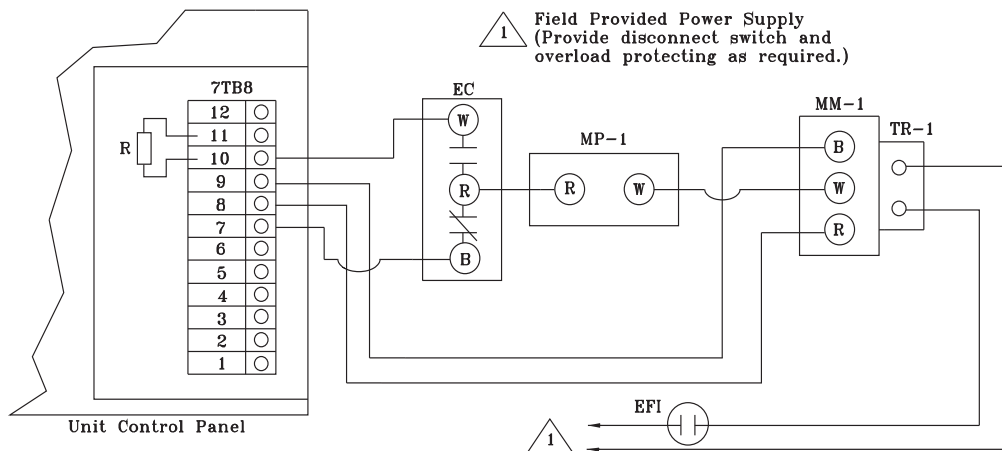 1
Field Provided Power Supply
(Provide disconnect switch and
overload protecting as required.)
7TB8
12
11
10
9
8
7
6
5
4
3
2
1
R
EC
W
R
B
MP-1
R
W
MM-1
B
W
R
TR-1
Unit Control Panel
EFI
1